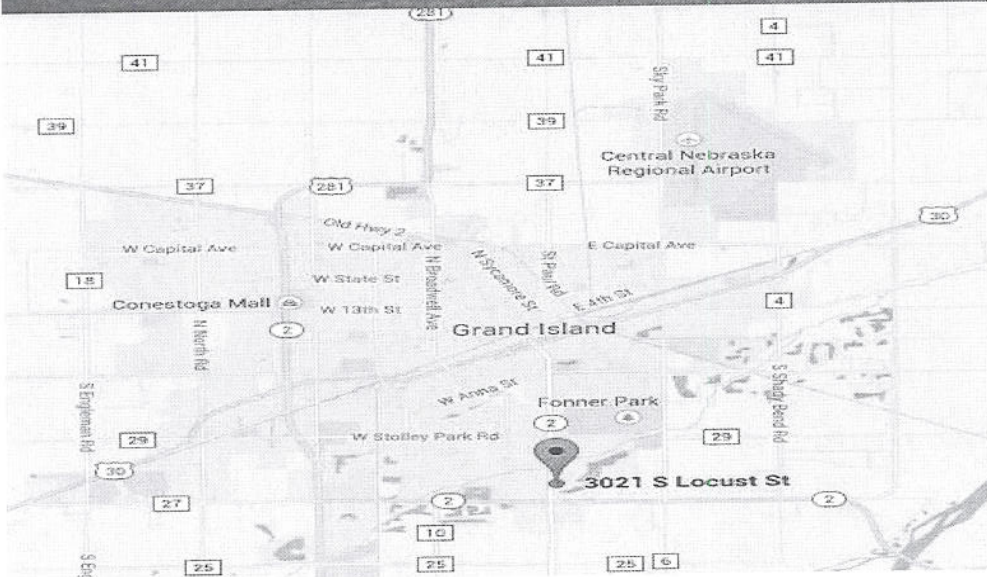 281
4
41
41
41
Sky Park Rd
39
39
Central Nebraska
Regional Airport
37
281
37
30
Old Hwy 2
W Capital Ave
W Capital Ave
E Capital Ave
N Broadwell Ave
N Sycamore St
St Paul Rd
18
W State St
E 4th St
Conestoga Mall
W 13th St
4
2
N North Rd
Grand Island
S Engleman Rd
W Anna St
S Shady Bend Rd
Fonner Park
2
29
W Stolley Park Rd
29
30
3021 S Locust St
27
2
2
10
25
25
25
6
S Eng